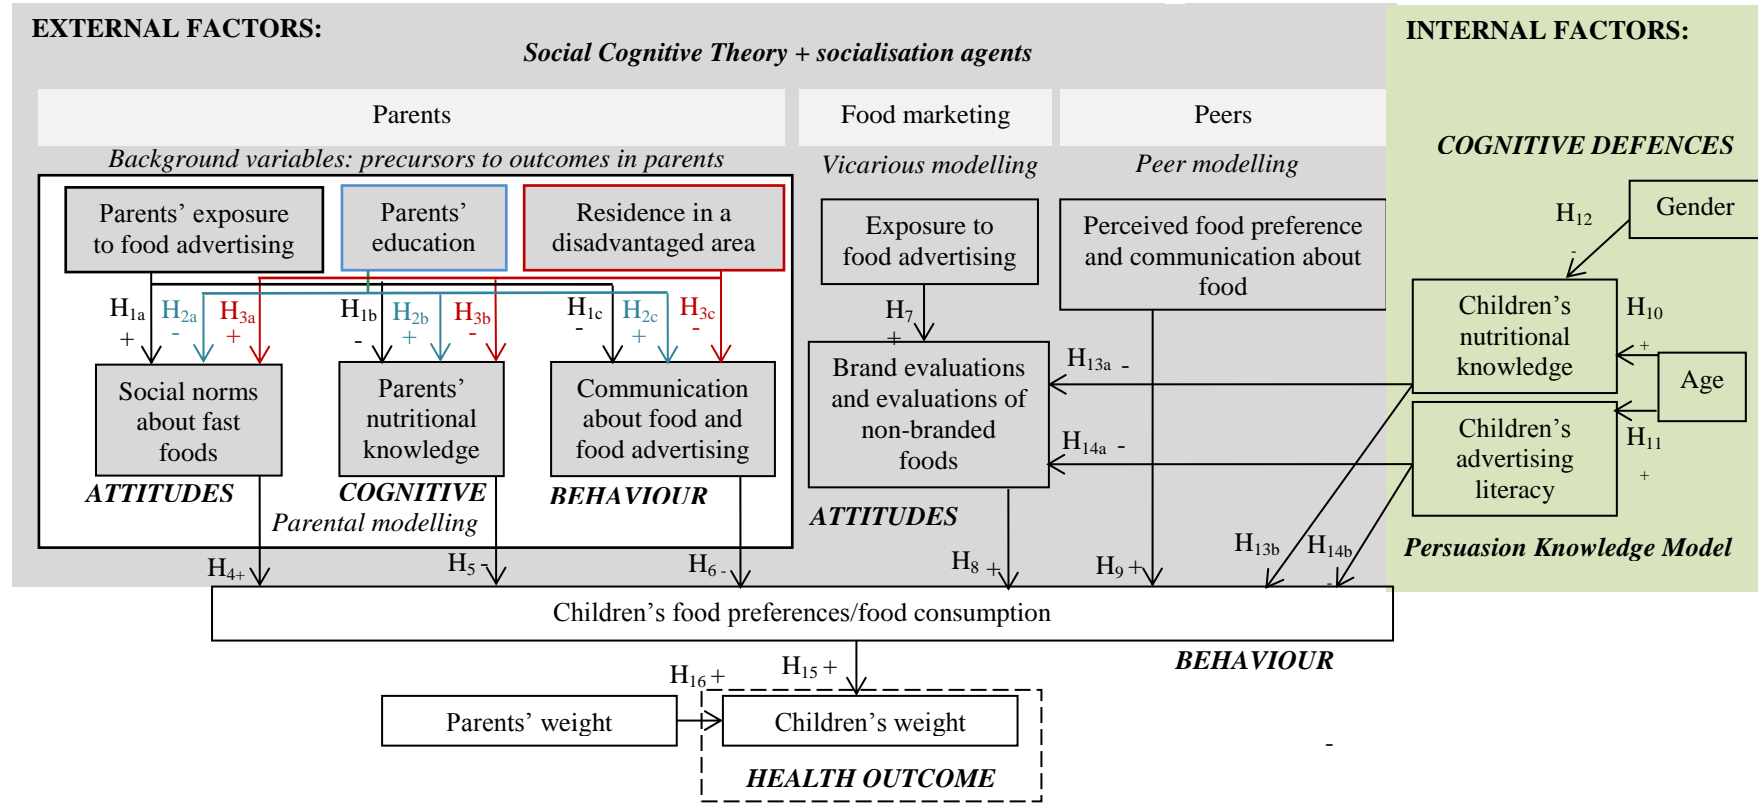 EXTERNAL FACTORS:
INTERNAL FACTORS:
Social Cognitive Theory + socialisation agents
Parents
Food marketing
Peers
Background variables: precursors to outcomes in parents
Vicarious modelling
Peer modelling
COGNITIVE DEFENCES
Parents’ exposure
to food advertising
Parents’
education
Residence in a
disadvantaged area
Exposure to
food advertising
Perceived food preference
and communication about
food
Gender
H12
-
H1a
+
H2a
-
H3a
+
H1b
-
H2b
+
H3b
-
H1c
-
H2c
+
H3c
-
H7
+
Social norms
about fast
foods
Parents’
nutritional
knowledge
Communication
about food and
food advertising
Brand evaluations
and evaluations of
non-branded
foods
H13a -
H14a -
Children’s
nutritional
knowledge
H10
+
Age
Children’s
advertising
literacy
H11
+
ATTITUDES
COGNITIVE
BEHAVIOUR
Parental modelling
ATTITUDES
Persuasion Knowledge Model
H4+
H5 -
H6 -
H8 +
H9 +
H13b
H14b
-
Children’s food preferences/food consumption
BEHAVIOUR
H16 +
H15 +
Parents’ weight
Children’s weight
-
HEALTH OUTCOME